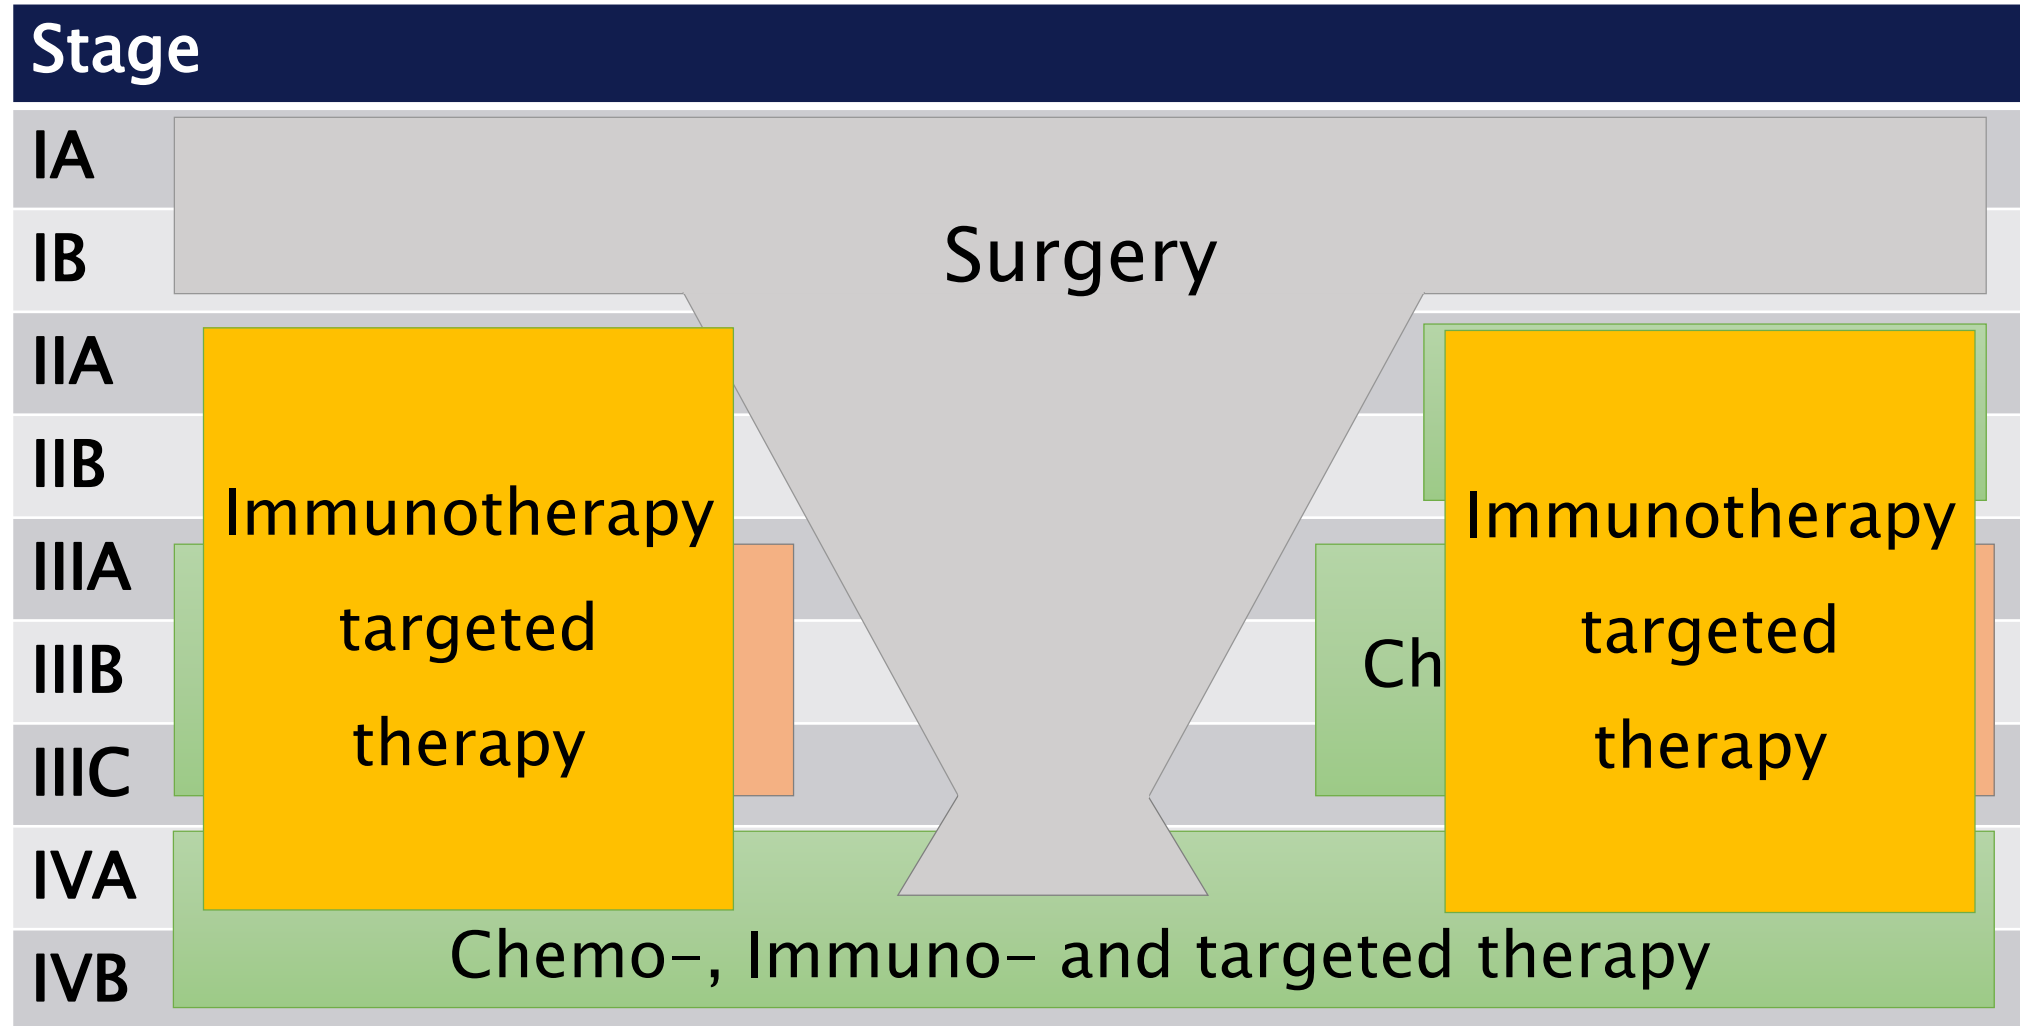 Stage
IA
IB
Surgery
IIA
IIB
Immunotherapy
targeted
therapy
Immunotherapy
targeted
therapy
IIIA
IIIB
Ch
IIIC
IVA
IVB
Chemo-, Immuno- and targeted therapy